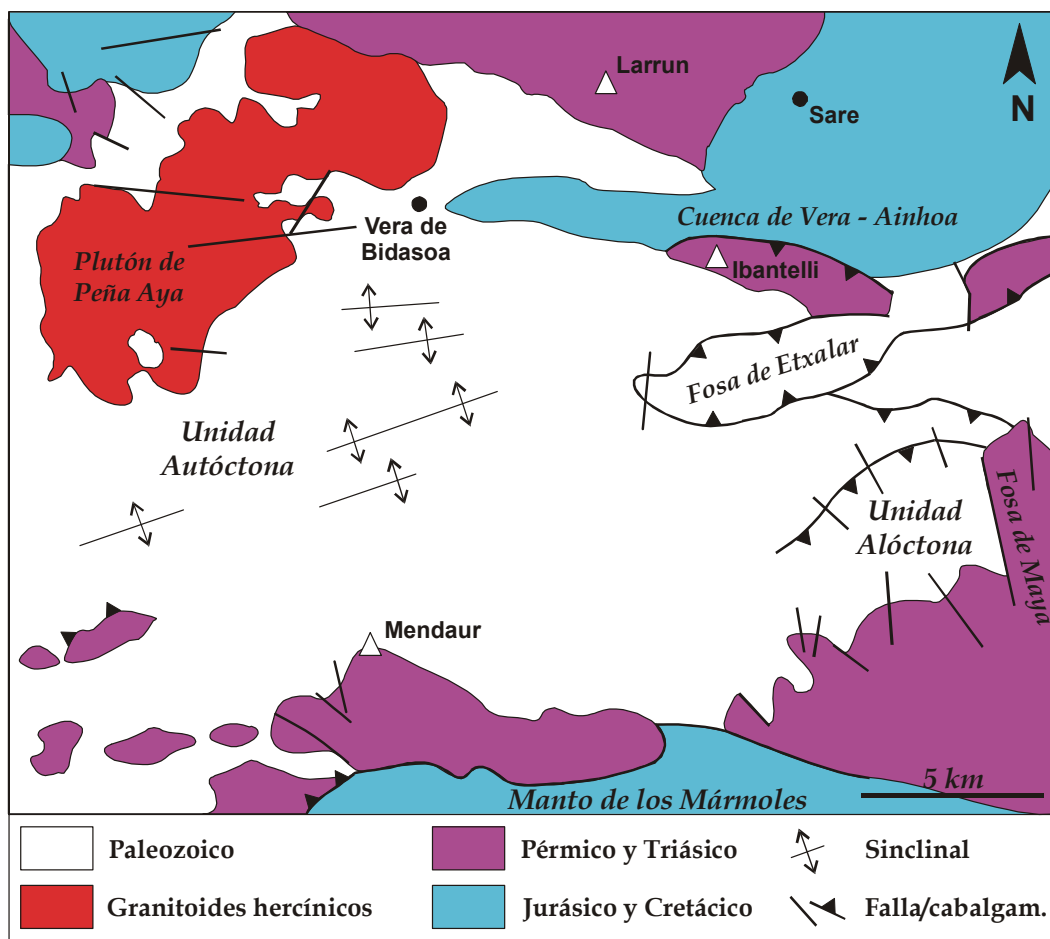 Larrun
Sare
N
Cuenca de Vera - Ainhoa
Vera de
Bidasoa
Ibantelli
Plutón de
Peña Aya
Fosa de Etxalar
Unidad
Autóctona
Unidad
Alóctona
Fosa de Maya
Mendaur
5 km
Manto de los Mármoles
Paleozoico
Pérmico y Triásico
Sinclinal
Granitoides hercínicos
Jurásico y Cretácico
Falla/cabalgam.